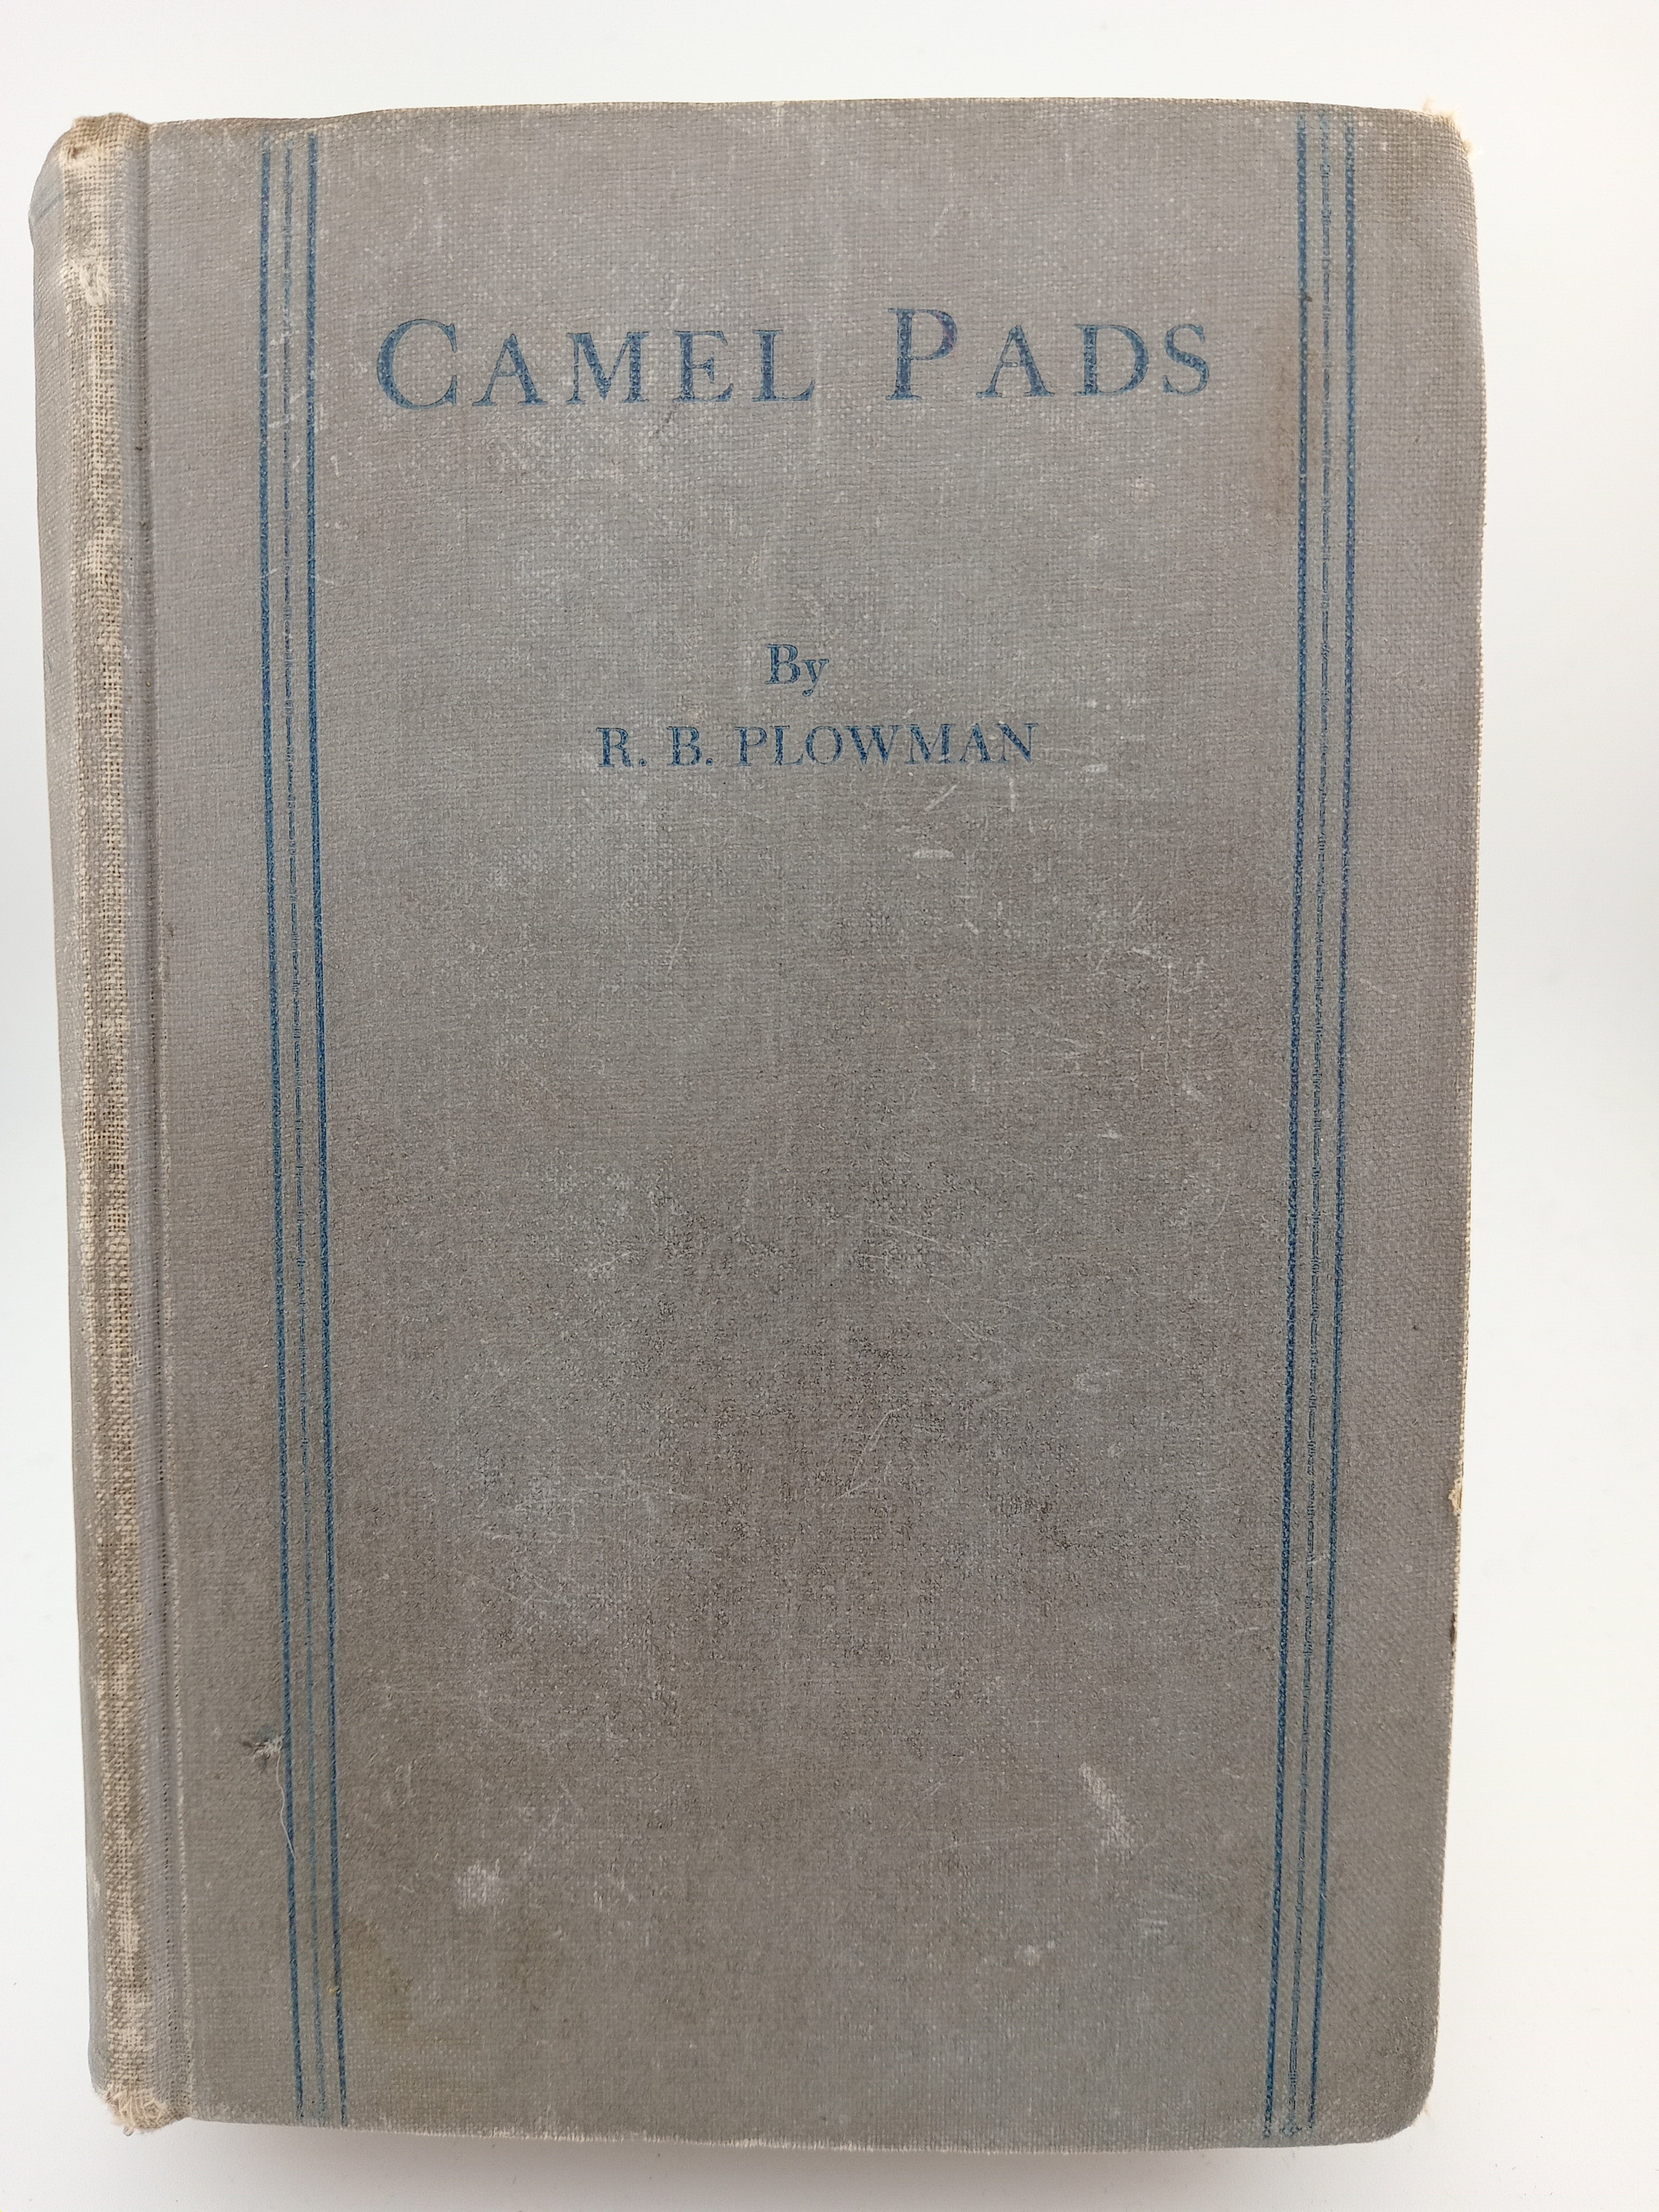 CAMEL PADS
By
R. B. PLOWMAN